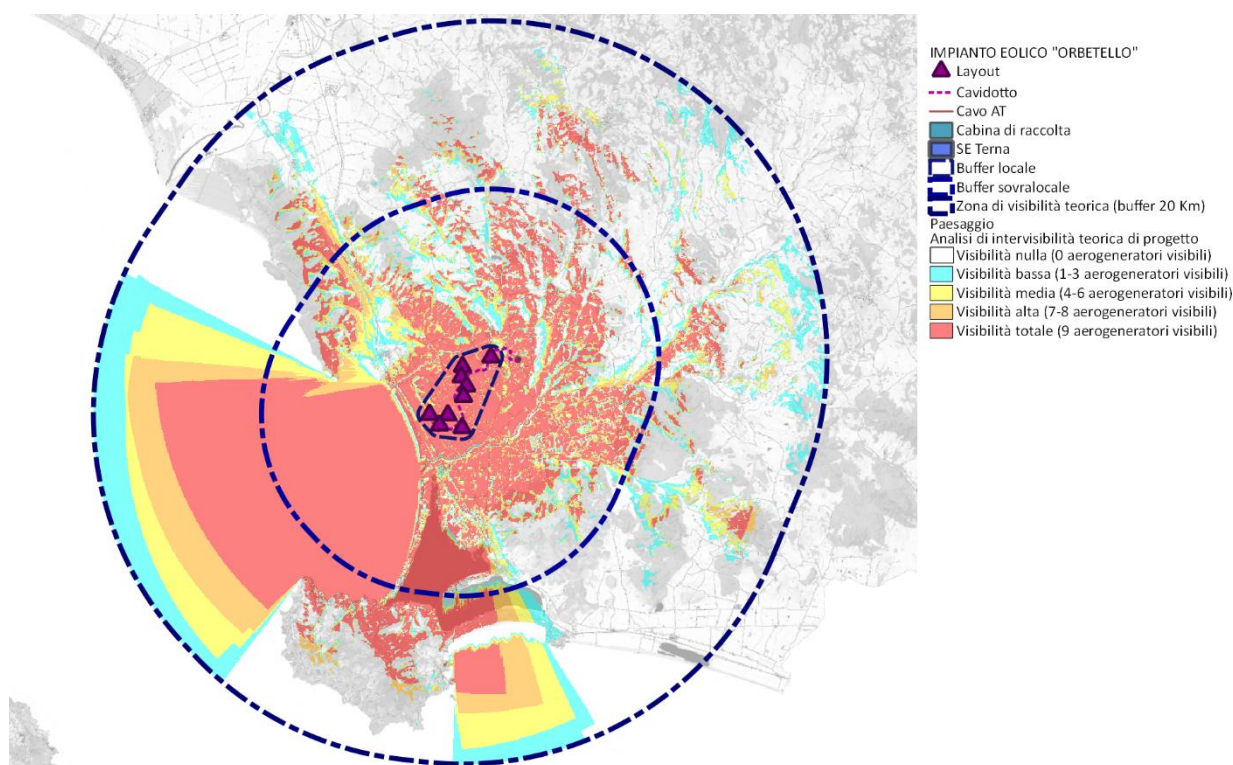 IMPIANTO EOLICO "ORBETELLO"
Layout
Cavidotto
Cavo AT
Cabina di raccolta
SE Terna
Buffer locale
Buffer sovralocale
Zona di visibilità teorica (buffer 20 Km)
Paesaggio
Analisi di intervisibilità teorica di progetto
Visibilità nulla (0 aerogeneratori visibili)
Visibilità bassa (1-3 aerogeneratori visibili)
Visibilità media (4-6 aerogeneratori visibili)
Visibilità alta (7-8 aerogeneratori visibili)
Visibilità totale (9 aerogeneratori visibili)